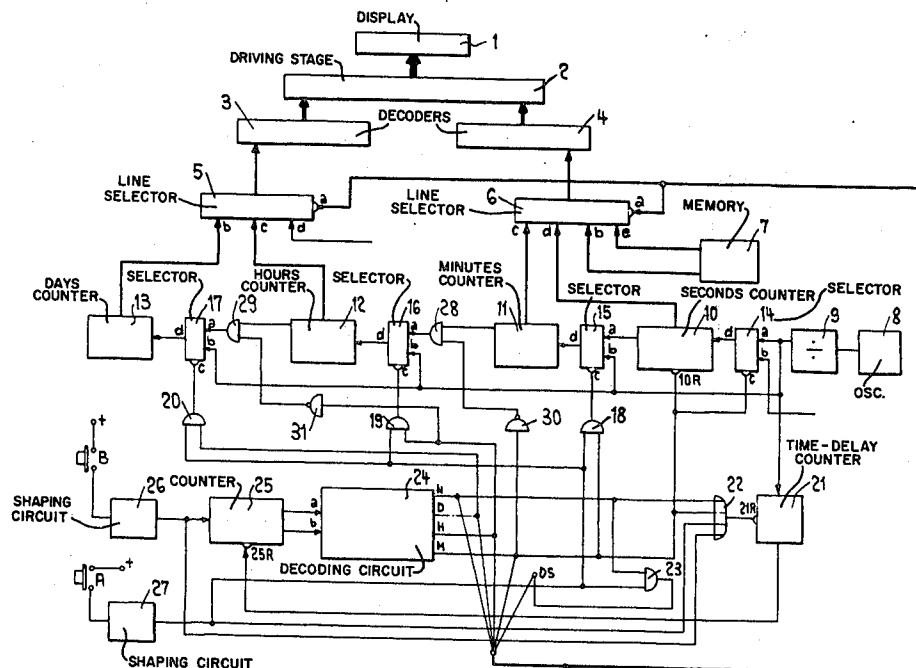 DISPLAY
1
DRIVING STAGE
2
3
DECODERS
4
5
LINE SELECTOR
a
b
c
d
6
LINE SELECTOR
a
c
d
b
e
MEMORY
7
DAYS COUNTER
13
SELECTOR
17
d
a
b
c
29
HOURS COUNTER
12
SELECTOR
16
d
a
b
c
28
MINUTES COUNTER
11
SELECTOR
15
d
a
b
c
SECONDS COUNTER
10
10R
SELECTOR
14
d
a
b
c
9
÷
8
OSC.
20
31
19
30
18
+
B
SHAPING CIRCUIT
26
COUNTER
25
25R
a
b
24
N
D
H
M
DECODING CIRCUIT
22
21R
TIME-DELAY COUNTER
21
23
DS
+
A
27
SHAPING CIRCUIT